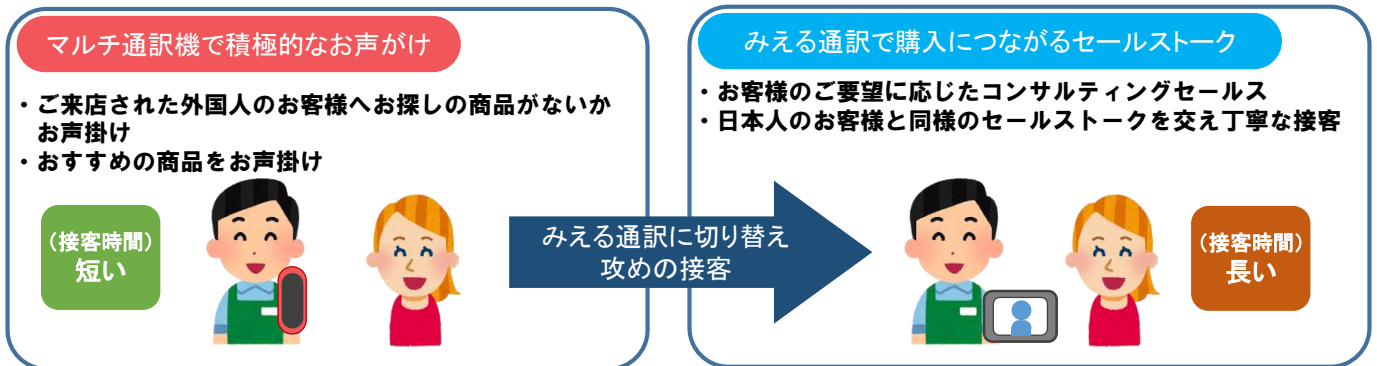 マルチ通訳機で積極的なお声がけ
・ご来店された外国人のお客様へお探しの商品がないか
お声掛け
・おすすめの商品をお声掛け
（接客時間）
短い
みえる通訳に切り替え
攻めの接客
みえる通訳で購入につながるセールストーク
・お客様のご要望に応じたコンサルティングセールス
・日本人のお客様と同様のセールストークを交え丁寧な接客
（接客時間）
長い